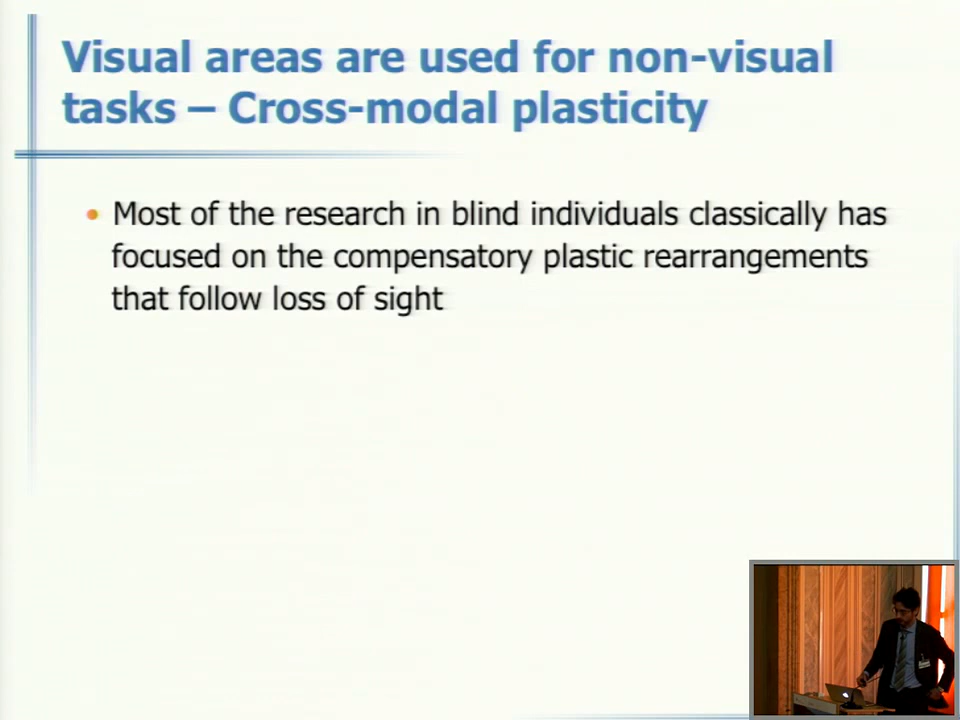 Visual areas are used for non-visual
tasks – Cross-modal plasticity
• Most of the research in blind individuals classically has
focused on the compensatory plastic rearrangements
that follow loss of sight